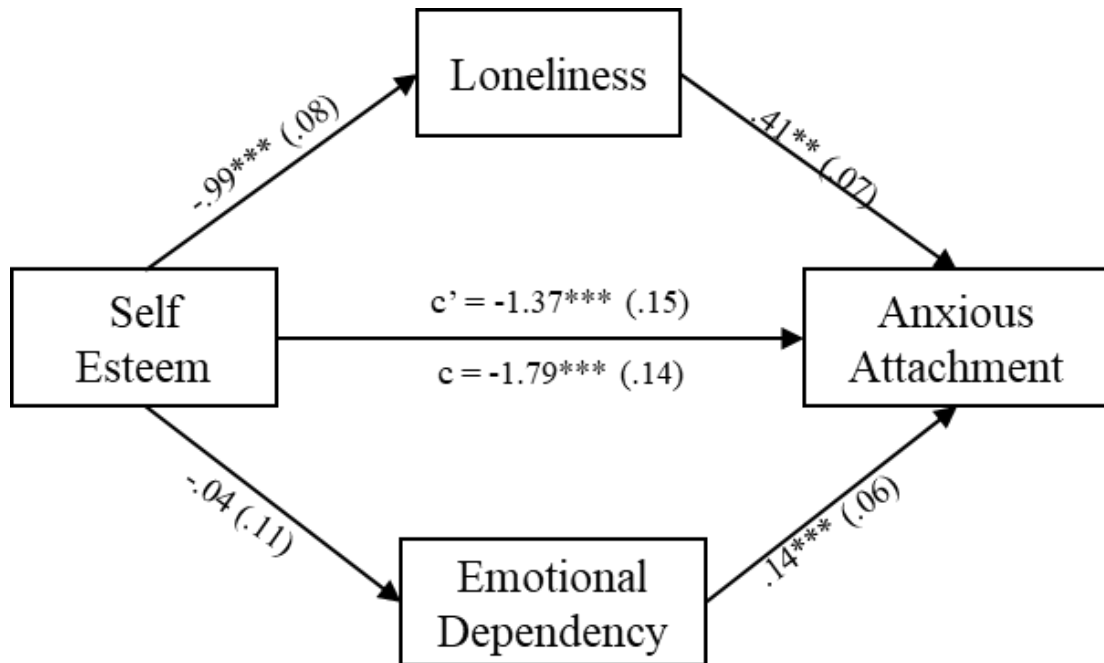 Loneliness
-.99*** (.08)
.41** (.07)
Self
Esteem
c’ = -1.37*** (.15)
c = -1.79*** (.14)
Anxious
Attachment
-.04 (.11)
.14*** (.06)
Emotional
Dependency